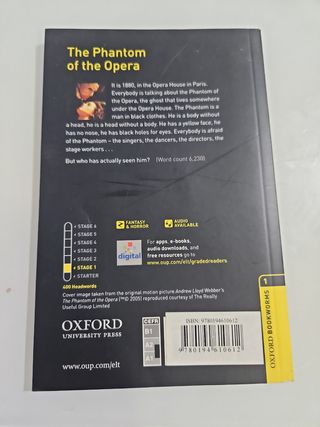 The Phantom
of the Opera
It is 1880, in the Opera House in Paris.
Everybody is talking about the Phantom of
the Opera, the ghost that lives somewhere
under the Opera House. The Phantom is a
man in black clothes. He is a body without
a head, he is a head without a body. He has a yellow face, he
has no nose, he has black holes for eyes. Everybody is afraid
of the Phantom – the singers, the dancers, the directors, the
stage workers . . .
But who has actually seen him? (Word count 6,230)
STAGE 6
STAGE 5
STAGE 4
STAGE 3
STAGE 2
STAGE 1
STARTER
400 Headwords
FANTASY
& HORROR
AUDIO
AVAILABLE
digital
For apps, e-books,
audio downloads, and
free resources go to
www.oup.com/elt/gradedreaders
Cover image taken from the original motion picture Andrew Lloyd Webber's
The Phantom of the Opera [™© 2005] reproduced courtesy of The Really
Useful Group Limited
OXFORD
UNIVERSITY PRESS
www.oup.com/elt
CEFR
B1
A2
A1
ISBN: 9780194610612
9 780194 610612
OXFORD BOOKWORMS
1